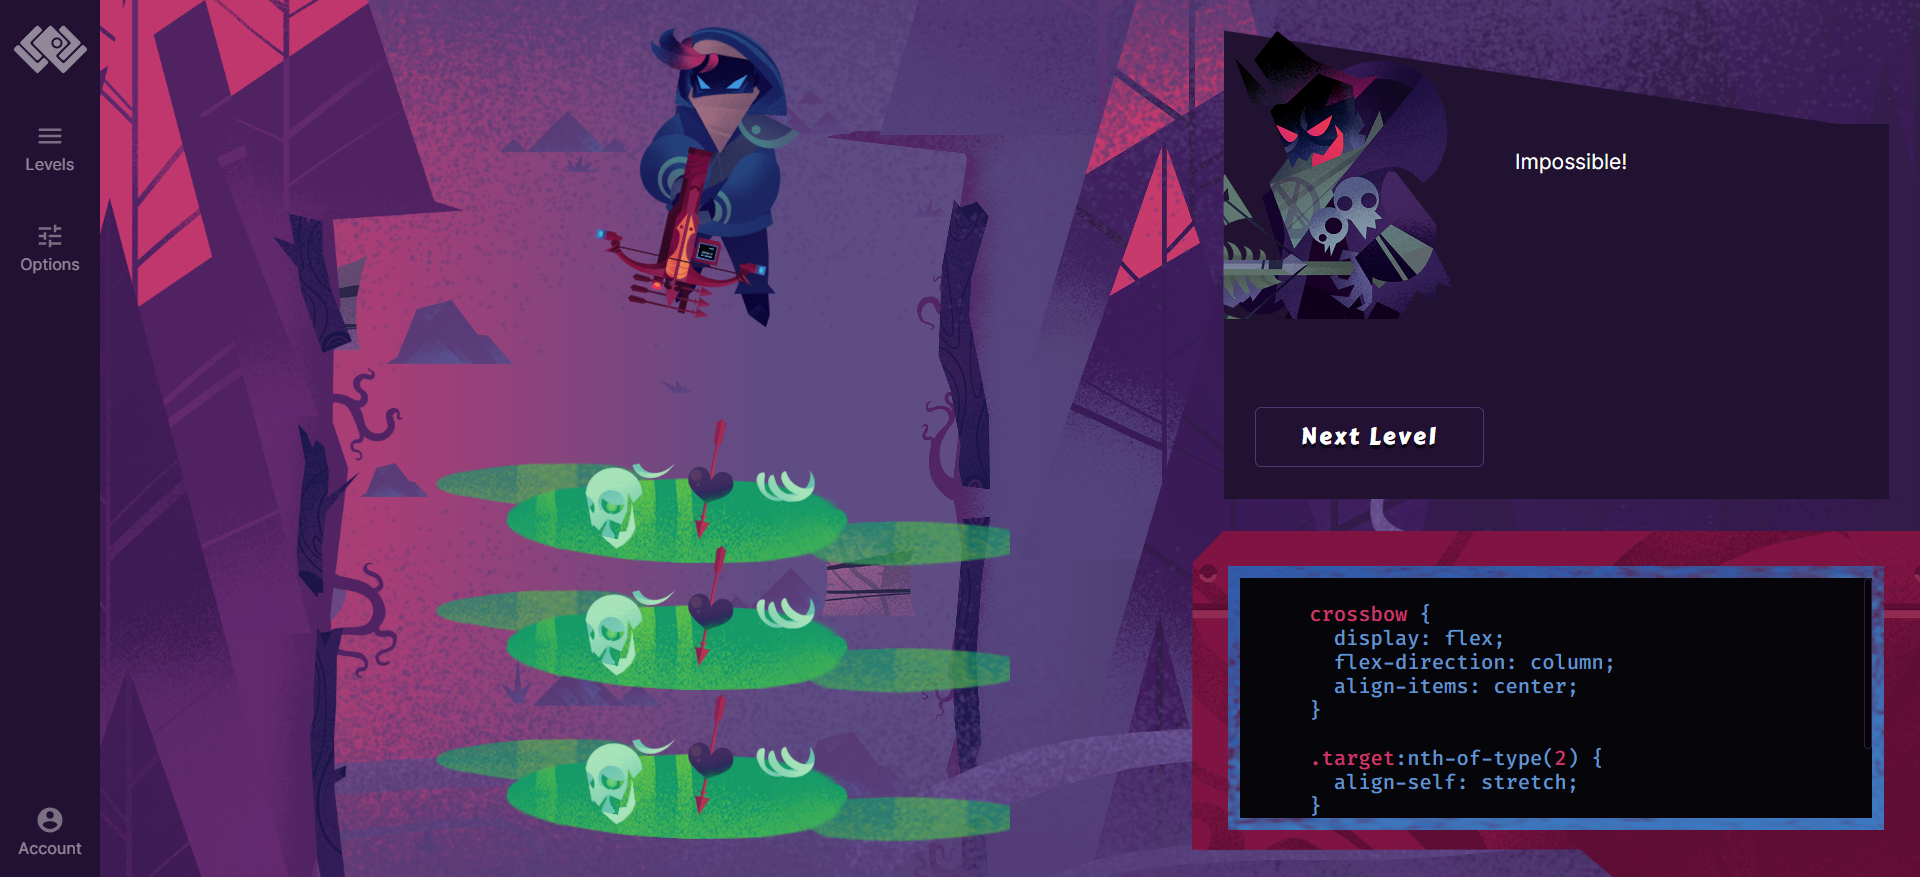 Levels
Options
Account
Impossible!
Next Level
crossbow {
display: flex;
flex-direction: column;
align-items: center;
}
.target:nth-of-type(2) {
align-self: stretch;
}